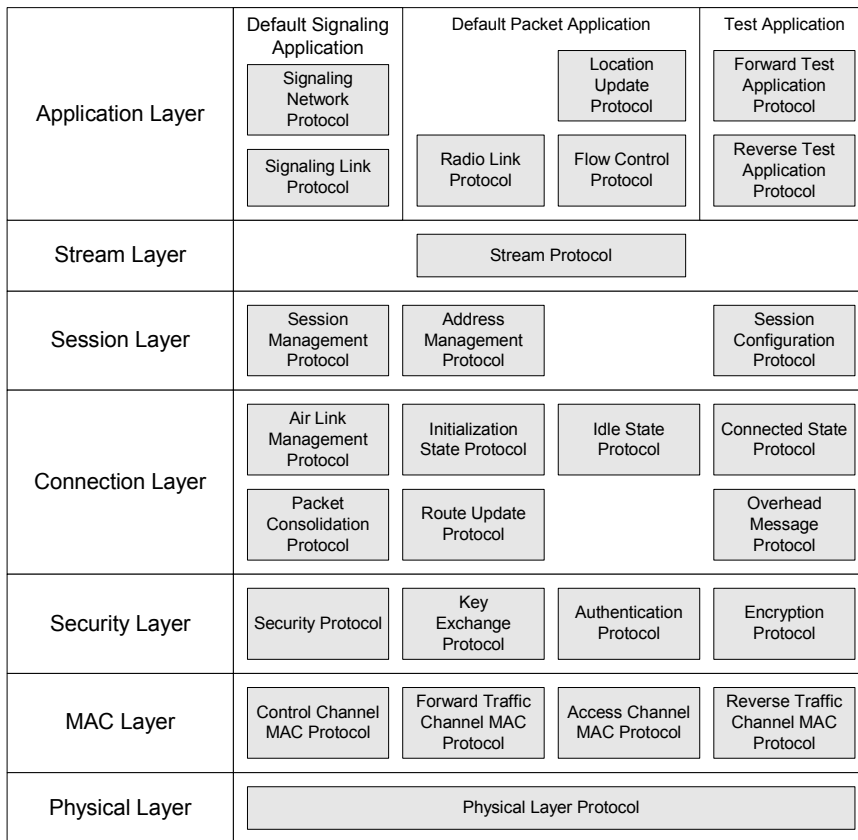 Default Signaling
Application
Default Packet Application
Test Application
Application Layer
Signaling
Network
Protocol
Location
Update
Protocol
Forward Test
Application
Protocol
Signaling Link
Protocol
Radio Link
Protocol
Flow Control
Protocol
Reverse Test
Application
Protocol
Stream Layer
Stream Protocol
Session Layer
Session
Management
Protocol
Address
Management
Protocol
Session
Configuration
Protocol
Connection Layer
Air Link
Management
Protocol
Initialization
State Protocol
Idle State
Protocol
Connected State
Protocol
Packet
Consolidation
Protocol
Route Update
Protocol
Overhead
Message
Protocol
Security Layer
Security Protocol
Key
Exchange
Protocol
Authentication
Protocol
Encryption
Protocol
MAC Layer
Control Channel
MAC Protocol
Forward Traffic
Channel MAC
Protocol
Access Channel
MAC Protocol
Reverse Traffic
Channel MAC
Protocol
Physical Layer
Physical Layer Protocol